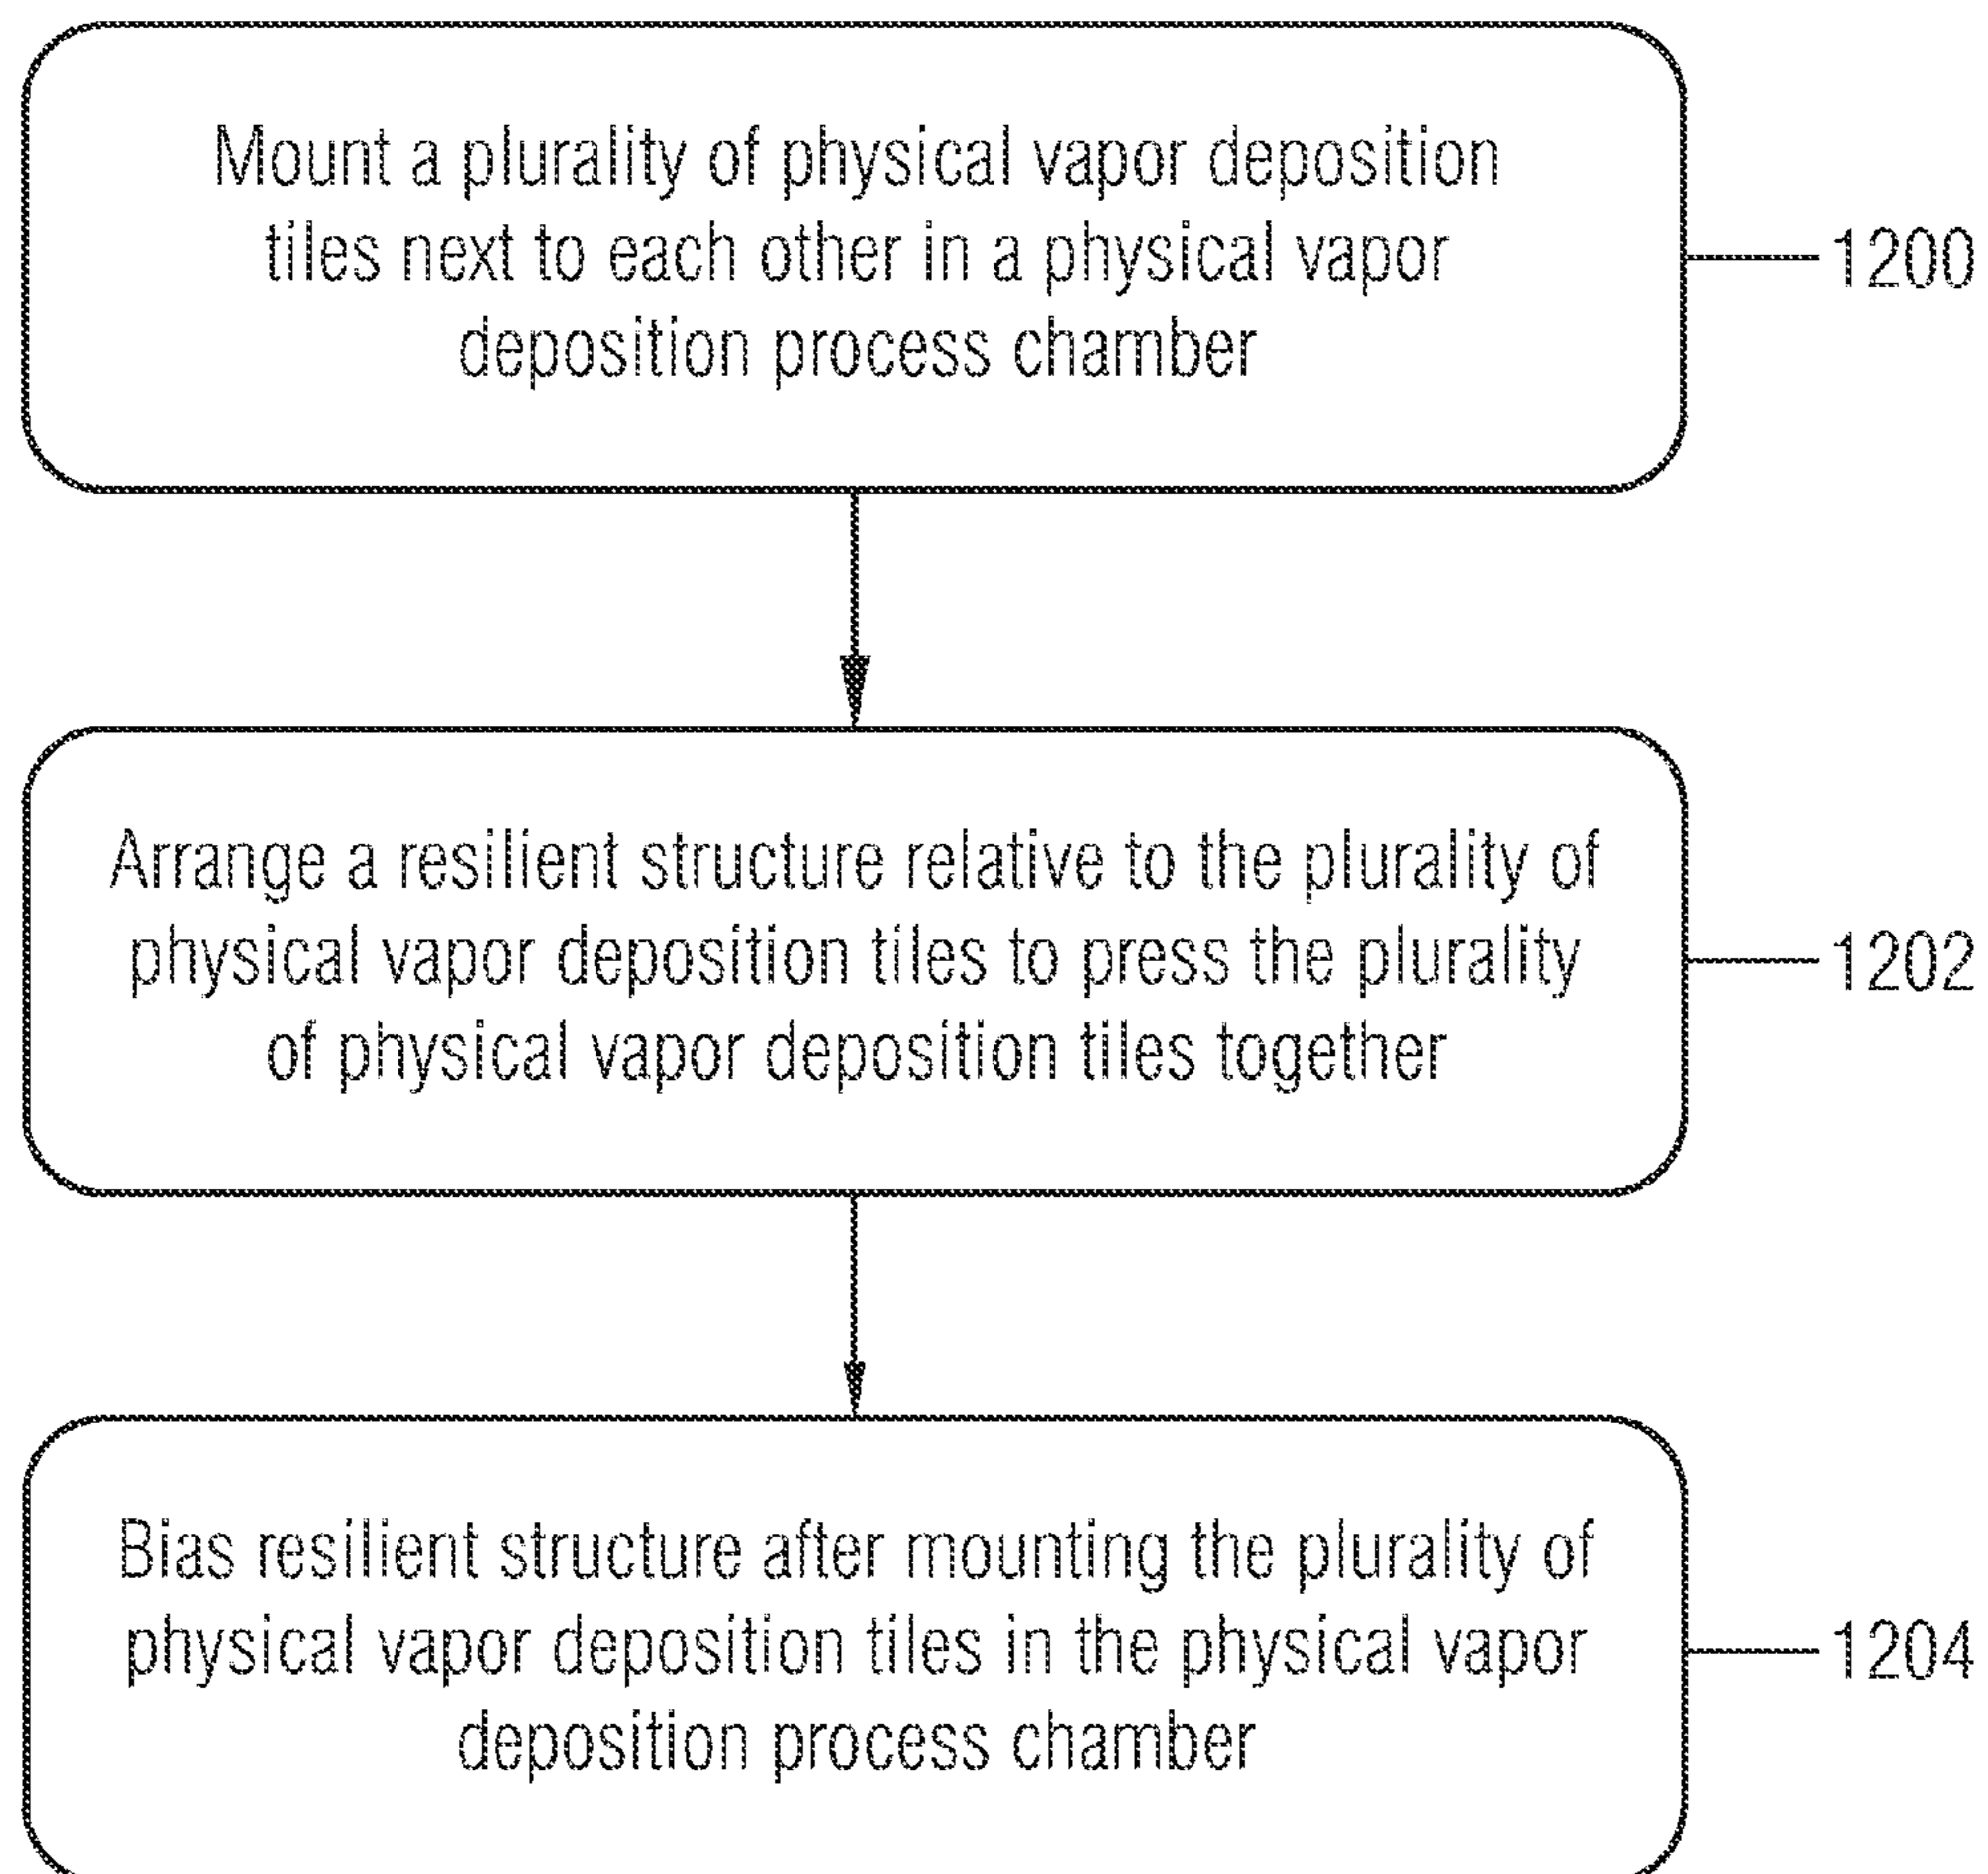 Mount a plurality of physical vapor deposition
tiles next to each other in a physical vapor
deposition process chamber
1200
Arrange a resilient structure relative to the plurality of
physical vapor deposition tiles to press the plurality
of physical vapor deposition tiles together
1202
Bias resilient structure after mounting the plurality of
physical vapor deposition tiles in the physical vapor
deposition process chamber
1204